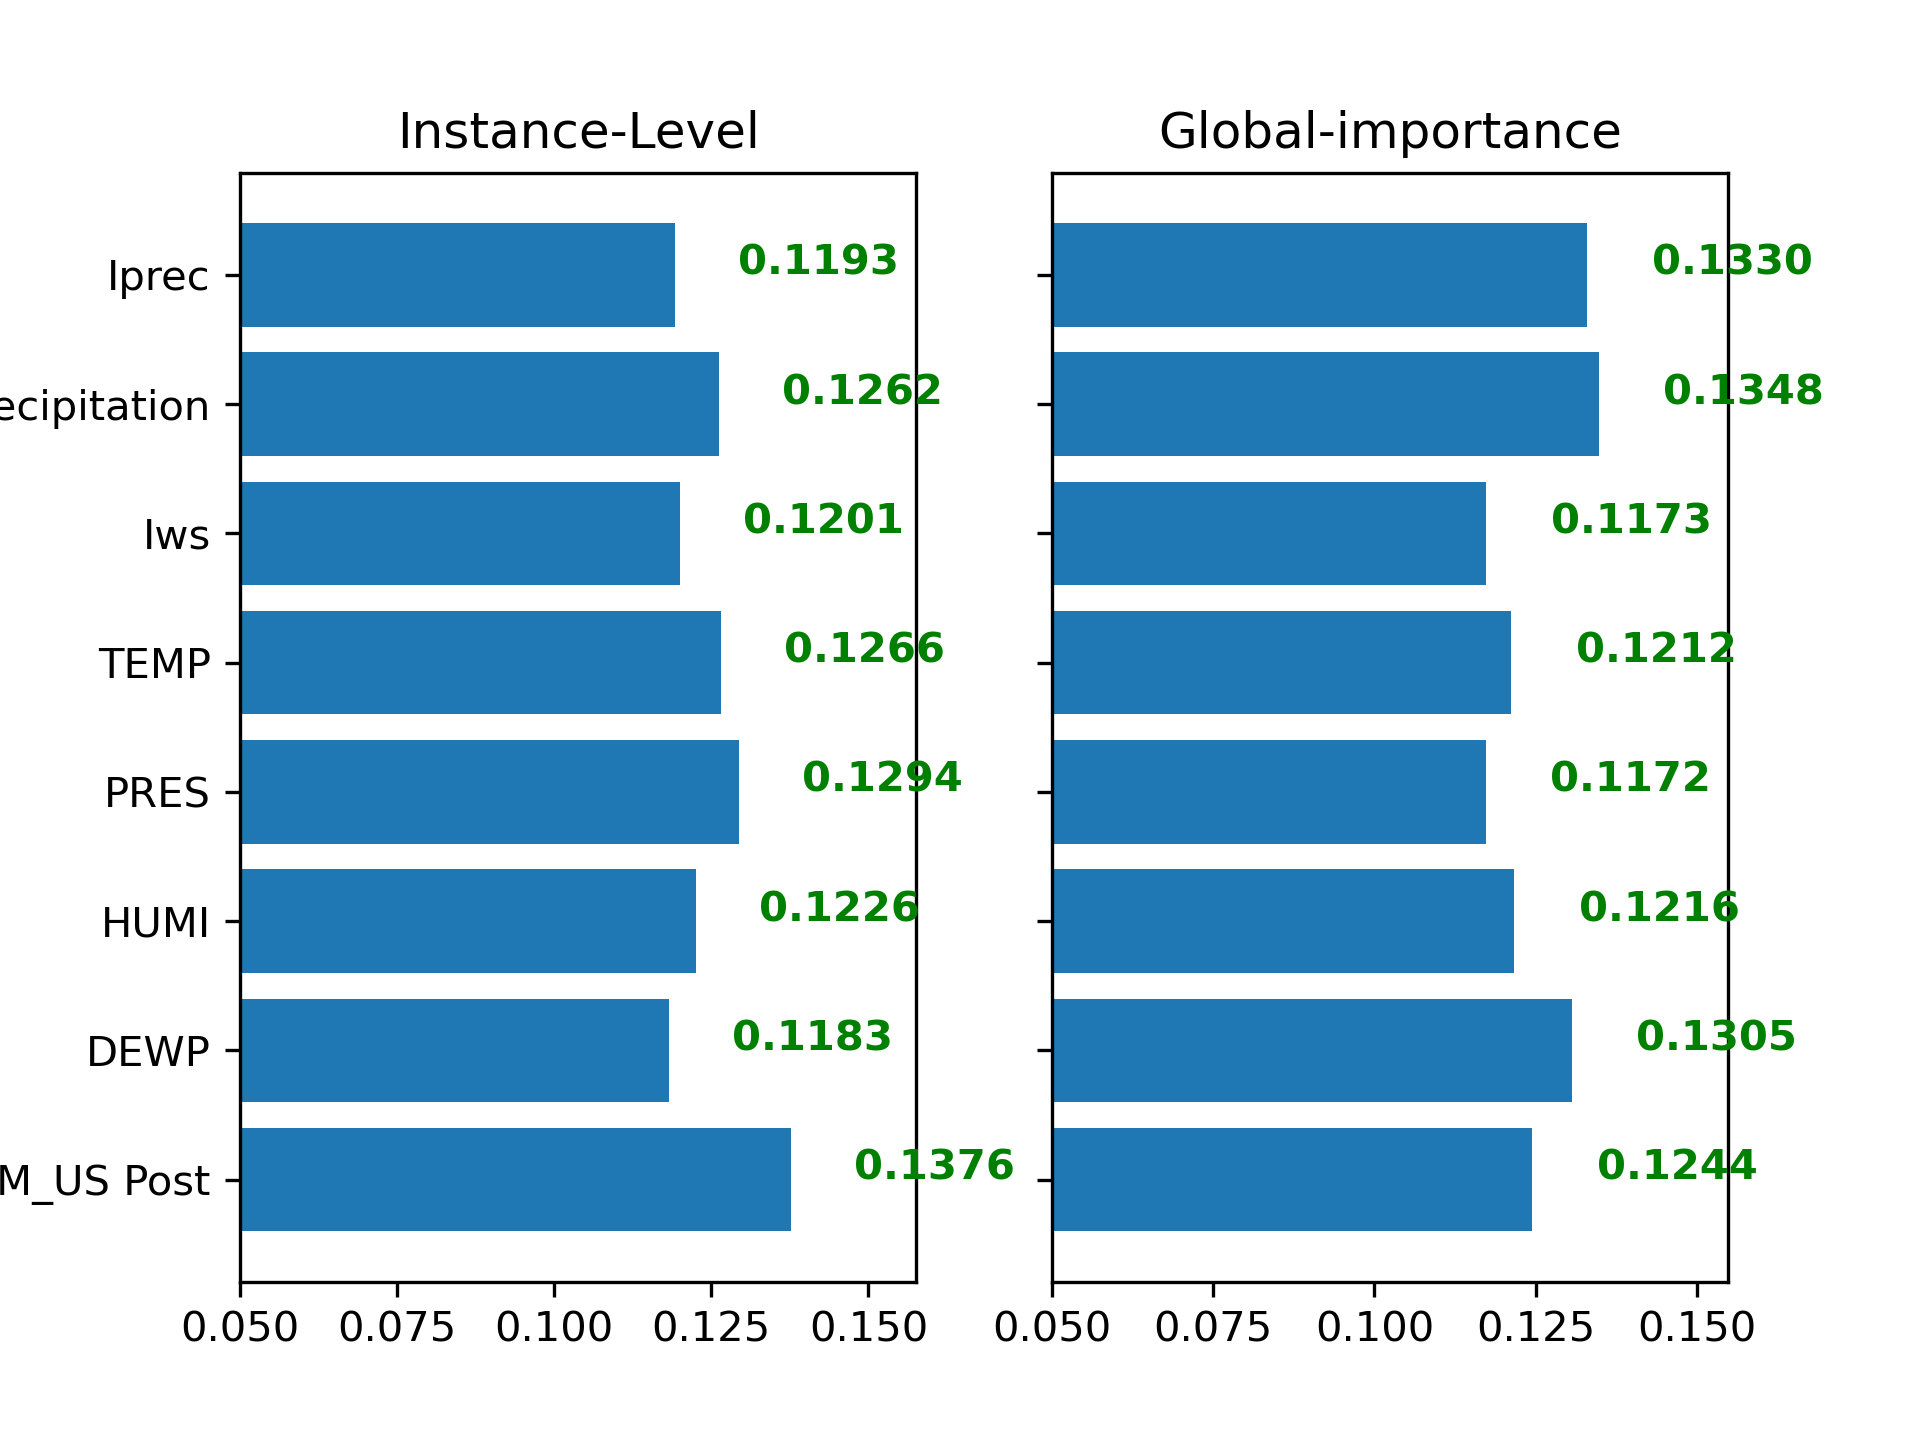 Instance-Level
Global-importance
Iprec
0.1193
0.1330
ecipitation
0.1262
0.1348
Iws
0.1201
0.1173
TEMP
0.1266
0.1212
PRES
0.1294
0.1172
HUMI
0.1226
0.1216
DEWP
0.1183
0.1305
M_US Post
0.1376
0.1244
0.050 0.075 0.100 0.125 0.150
0.050 0.075 0.100 0.125 0.150